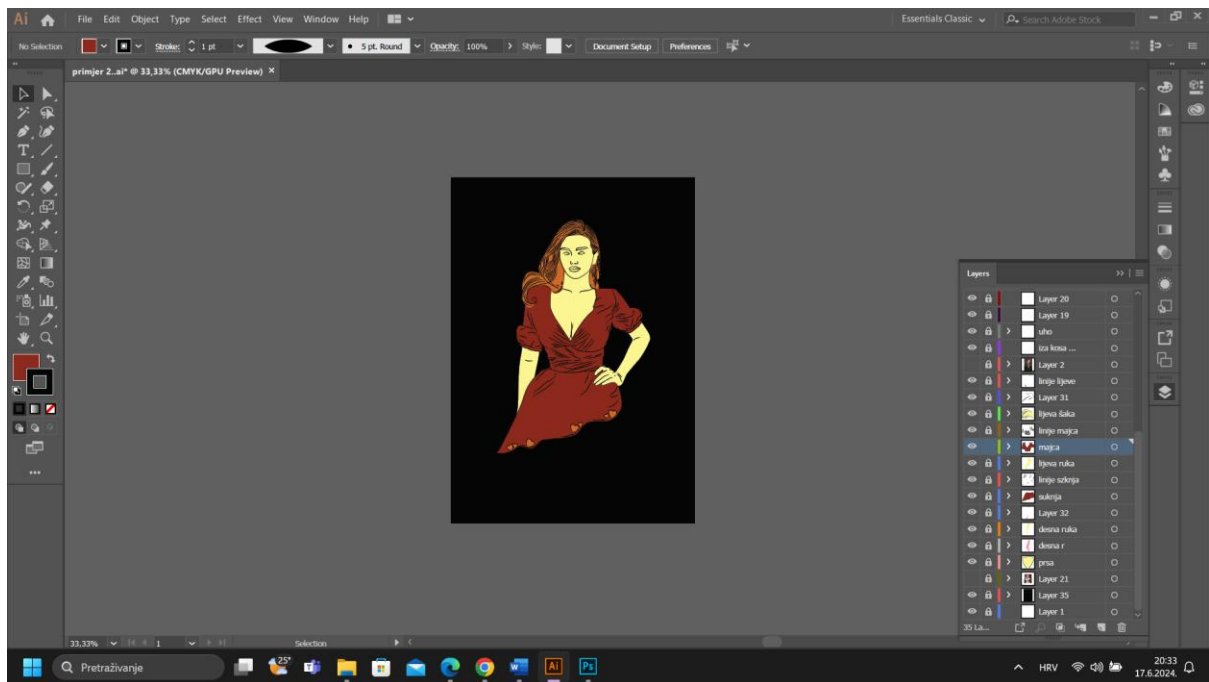 Ai File Edit Object Type Select Effect View Window Help Essentials Classic Search Adobe Stock
No Selection Stroke: 1 pt 5 pt. Round Opacity: 100% Style: Document Setup Preferences
primjer 2..ai* @ 33,33% (CMYK/GPU Preview) ×
Layers
Layer 20
Layer 19
uho
iza kosa ...
Layer 2
linije lijeve
Layer 31
lijeva šaka
linije majca
majca
lijeva ruka
linije szknja
suknja
Layer 32
desna ruka
desna r
prsa
Layer 21
Layer 35
Layer 1
35 La...
33,33% 1 Selection
Pretraživanje 25° Ai Ps HRV 20:33
17.6.2024.